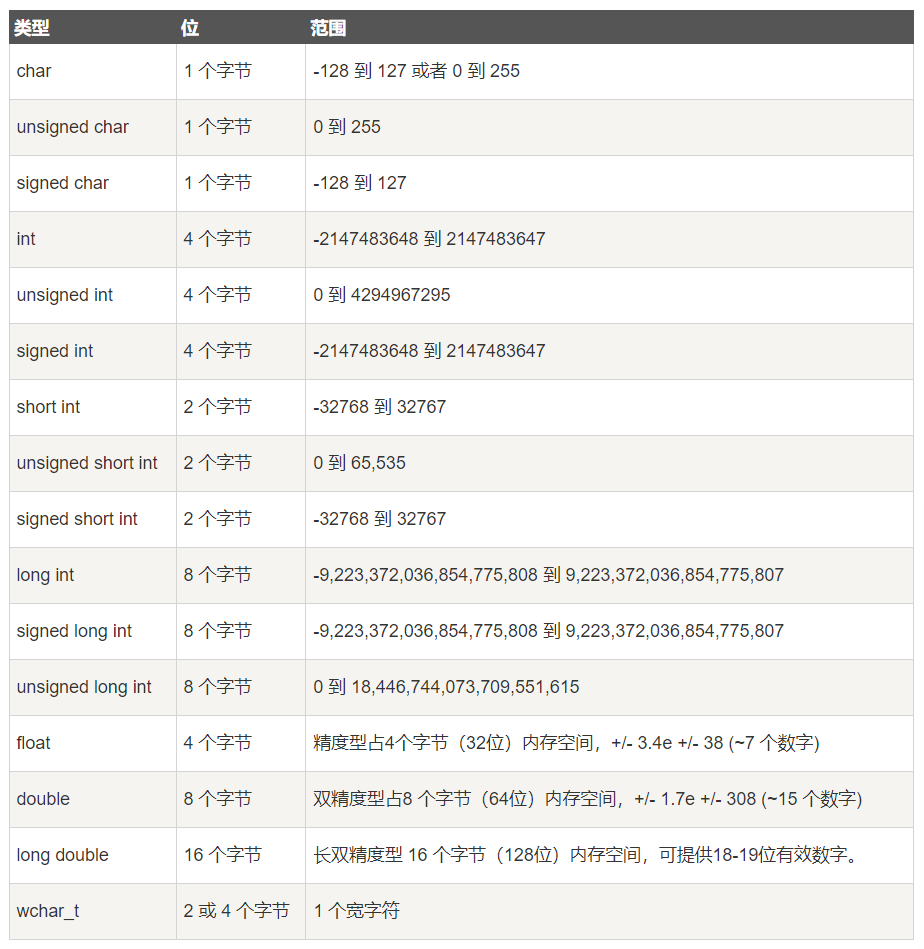 类型 位 范围
char 1 个字节 -128 到 127 或者 0 到 255
unsigned char 1 个字节 0 到 255
signed char 1 个字节 -128 到 127
int 4 个字节 -2147483648 到 2147483647
unsigned int 4 个字节 0 到 4294967295
signed int 4 个字节 -2147483648 到 2147483647
short int 2 个字节 -32768 到 32767
unsigned short int 2 个字节 0 到 65,535
signed short int 2 个字节 -32768 到 32767
long int 8 个字节 -9,223,372,036,854,775,808 到 9,223,372,036,854,775,807
signed long int 8 个字节 -9,223,372,036,854,775,808 到 9,223,372,036,854,775,807
unsigned long int 8 个字节 0 到 18,446,744,073,709,551,615
float 4 个字节 精度型占4个字节（32位）内存空间，+/- 3.4e +/- 38 (~7 个数字)
double 8 个字节 双精度型占8 个字节（64位）内存空间，+/- 1.7e +/- 308 (~15 个数字)
long double 16 个字节 长双精度型 16 个字节（128位）内存空间，可提供18-19位有效数字。
wchar_t 2 或 4 个字节 1 个宽字符